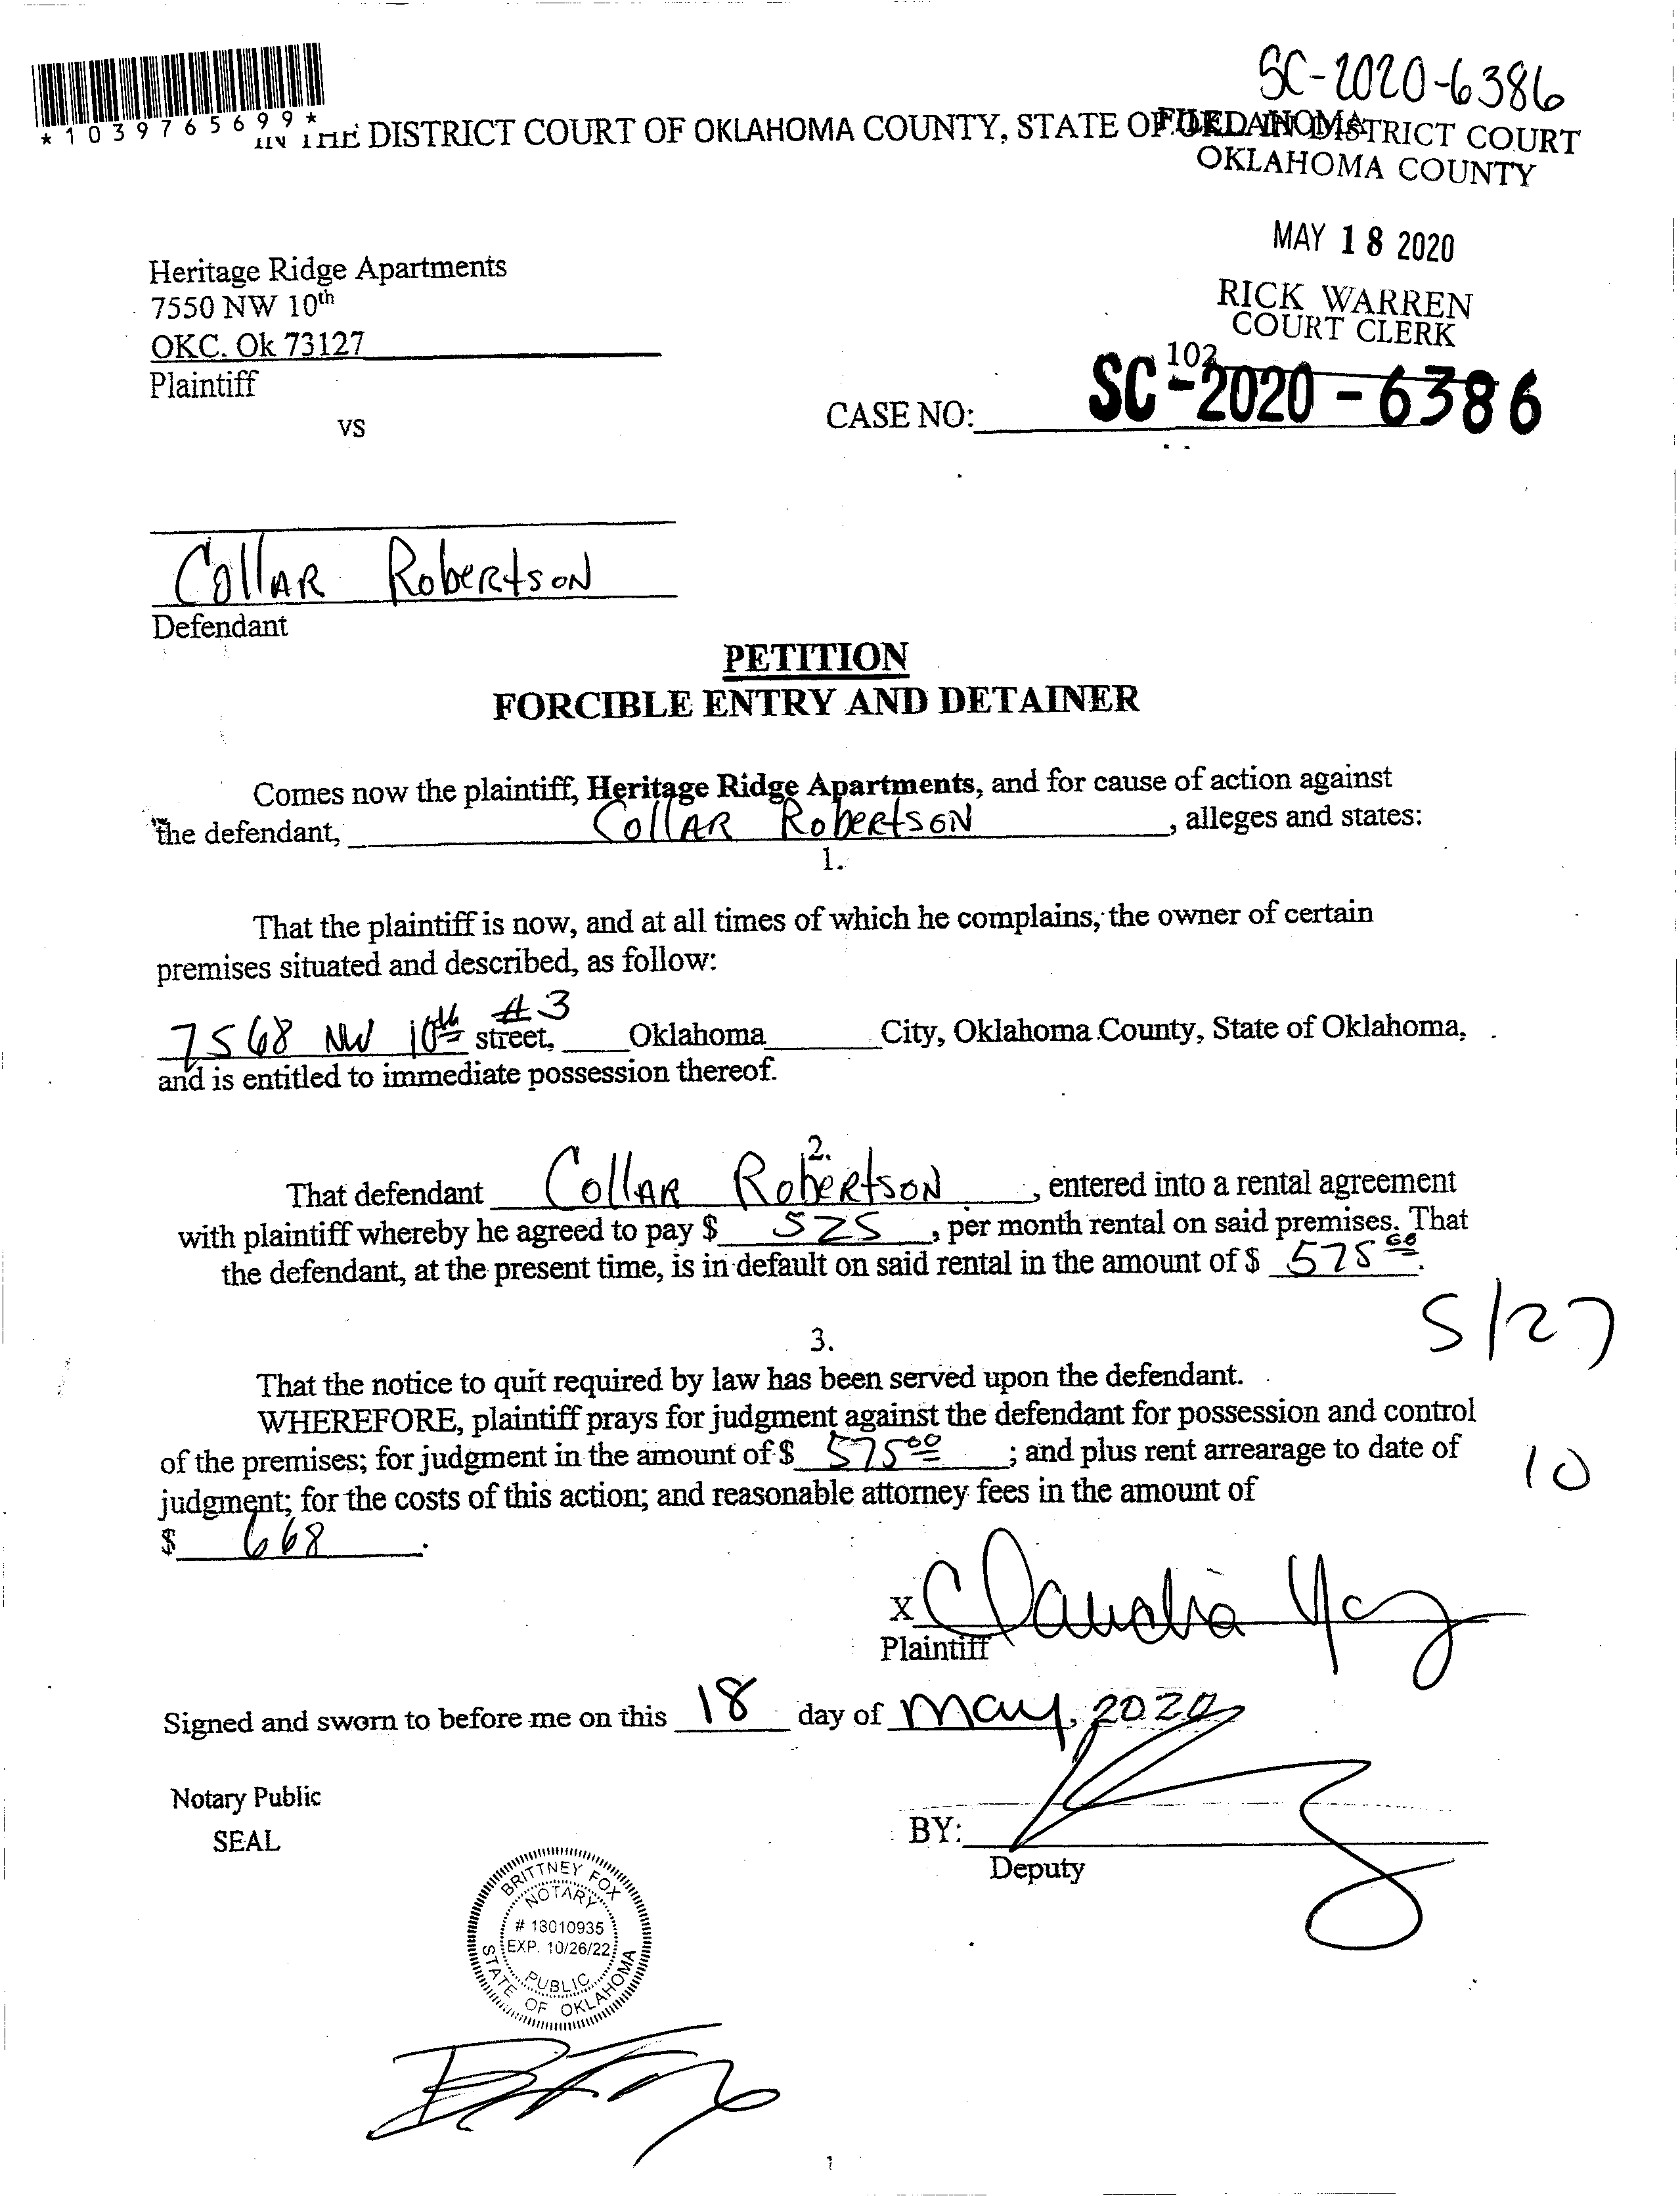 SC-2020-6386
*1039765699*
IN THE DISTRICT COURT OF OKLAHOMA COUNTY, STATE OF OKLAHOMA
FILED IN DISTRICT COURT
OKLAHOMA COUNTY
MAY 18 2020
RICK WARREN
COURT CLERK
102
Heritage Ridge Apartments
7550 NW 10th
OKC. Ok 73127
Plaintiff
vs
CASE NO: SC-2020-6386
Collar Robertson
Defendant
PETITION
FORCIBLE ENTRY AND DETAINER
Comes now the plaintiff, Heritage Ridge Apartments, and for cause of action against
the defendant, Collar Robertson, alleges and states:
1.
That the plaintiff is now, and at all times of which he complains, the owner of certain
premises situated and described, as follow:
7568 NW 10th #3 street, Oklahoma City, Oklahoma County, State of Oklahoma,
and is entitled to immediate possession thereof.
2.
That defendant Collar Robertson, entered into a rental agreement
with plaintiff whereby he agreed to pay $ 525, per month rental on said premises. That
the defendant, at the present time, is in default on said rental in the amount of $ 575 00.
5/27
3.
That the notice to quit required by law has been served upon the defendant.
WHEREFORE, plaintiff prays for judgment against the defendant for possession and control
of the premises; for judgment in the amount of $ 575 00; and plus rent arrearage to date of
10
judgment; for the costs of this action; and reasonable attorney fees in the amount of
$ 668.
X Claudia
Plaintiff
Signed and sworn to before me on this 18 day of May, 2020
Notary Public
SEAL
BY:
Deputy
BRITTNEY FOX
NOTARY
# 18010935
EXP. 10/26/22
PUBLIC
STATE OF OKLAHOMA
1